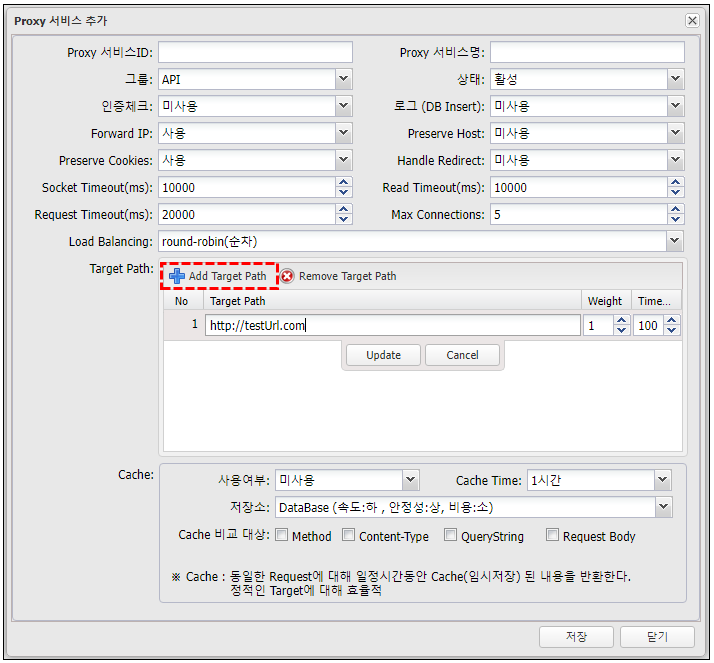 Proxy 서비스 추가
Proxy 서비스ID: Proxy 서비스명:
그룹: API 상태: 활성
인증체크: 미사용 로그 (DB Insert): 미사용
Forward IP: 사용 Preserve Host: 미사용
Preserve Cookies: 사용 Handle Redirect: 미사용
Socket Timeout(ms): 10000 Read Timeout(ms): 10000
Request Timeout(ms): 20000 Max Connections: 5
Load Balancing: round-robin(순차)
Target Path: Add Target Path Remove Target Path
No Target Path Weight Time...
1 http://testUrl.com 1 100
Update Cancel
Cache: 사용여부: 미사용 Cache Time: 1시간
저장소: DataBase (속도:하 , 안정성:상, 비용:소)
Cache 비교 대상: Method Content-Type QueryString Request Body
※ Cache : 동일한 Request에 대해 일정시간동안 Cache(임시저장) 된 내용을 반환한다.
정적인 Target에 대해 효율적
저장 닫기